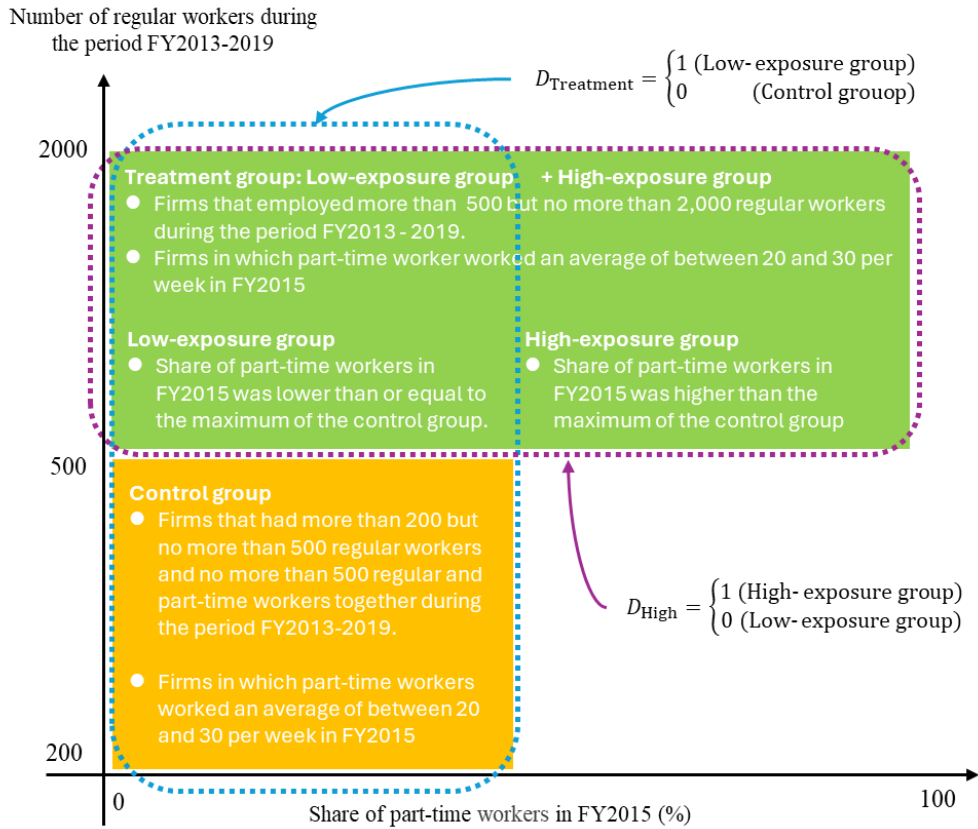 Number of regular workers during
the period FY2013-2019
D_Treatment = { 1 (Low- exposure group)
0 (Control gruop)
2000
Treatment group: Low-exposure group + High-exposure group
Firms that employed more than 500 but no more than 2,000 regular workers
during the period FY2013 - 2019.
Firms in which part-time worker worked an average of between 20 and 30 per
week in FY2015
Low-exposure group
Share of part-time workers in
FY2015 was lower than or equal to
the maximum of the control group.
High-exposure group
Share of part-time workers in
FY2015 was higher than the
maximum of the control group
500
Control group
Firms that had more than 200 but
no more than 500 regular workers
and no more than 500 regular and
part-time workers together during
the period FY2013-2019.
Firms in which part-time workers
worked an average of between 20
and 30 per week in FY2015
D_High = { 1 (High- exposure group)
0 (Low-exposure group)
200
0
Share of part-time workers in FY2015 (%)
100